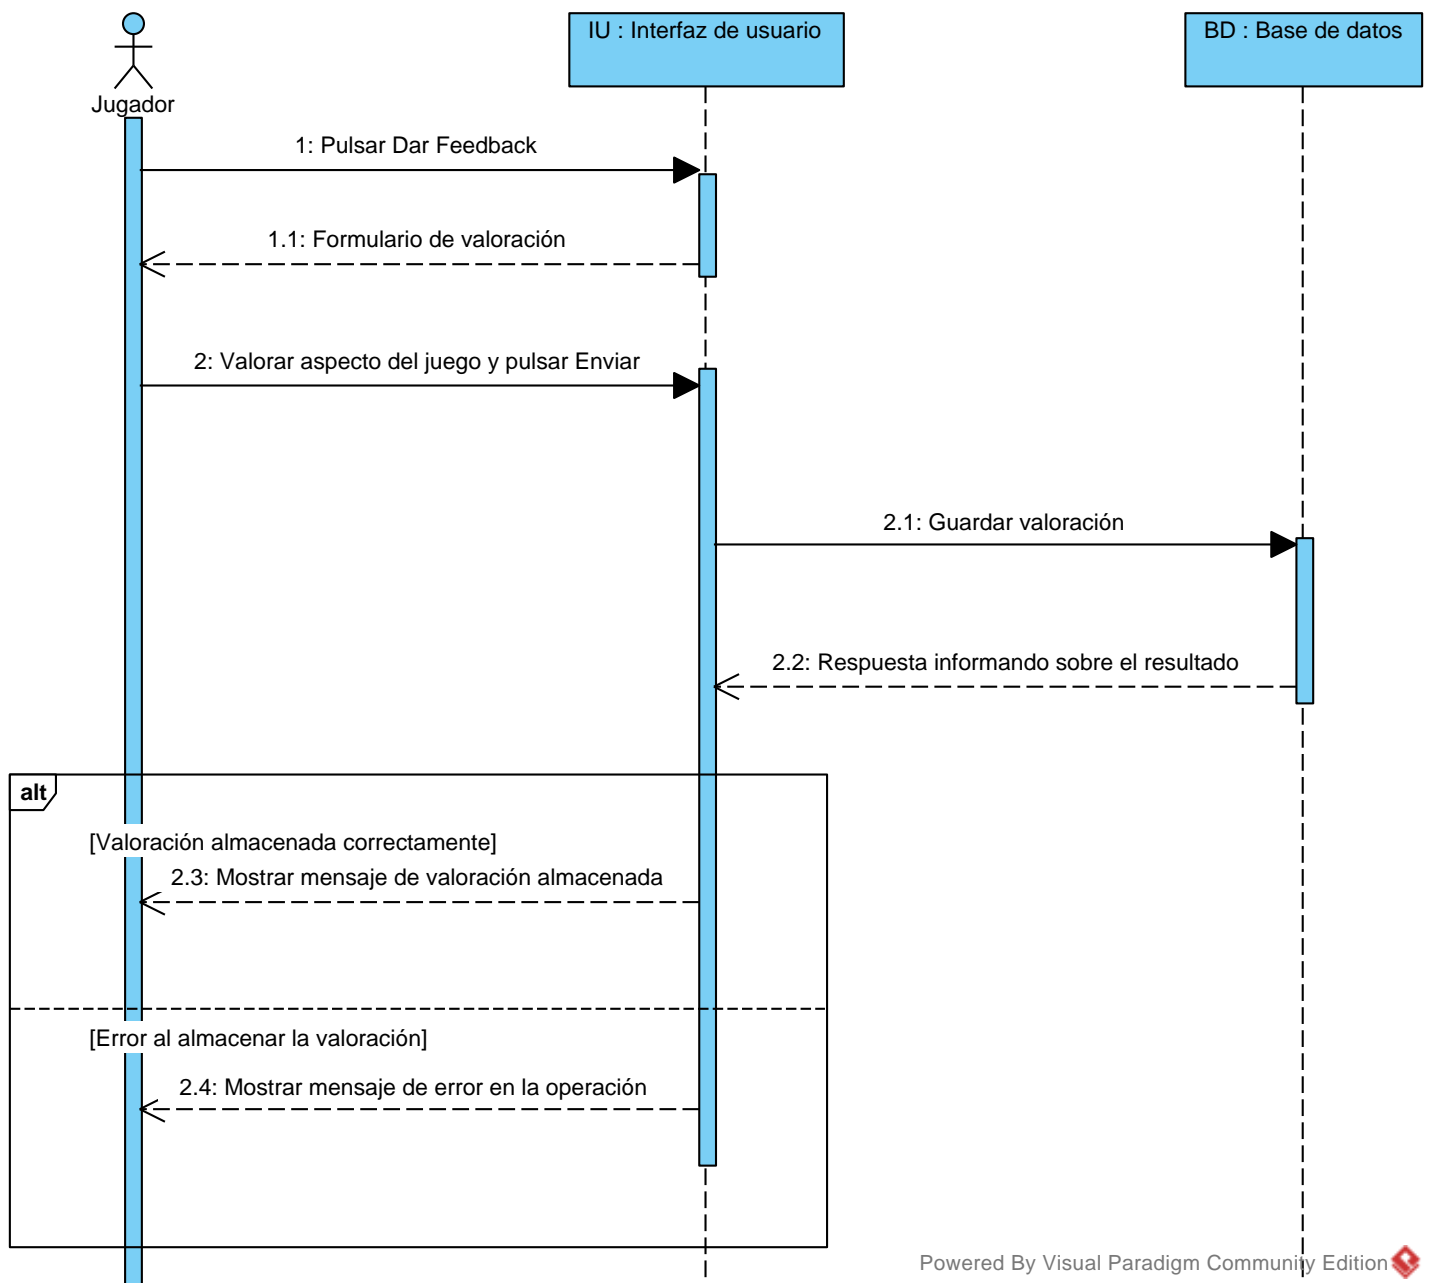 IU : Interfaz de usuario
BD : Base de datos
Jugador
1: Pulsar Dar Feedback
1.1: Formulario de valoración
2: Valorar aspecto del juego y pulsar Enviar
2.1: Guardar valoración
2.2: Respuesta informando sobre el resultado
alt
[Valoración almacenada correctamente]
2.3: Mostrar mensaje de valoración almacenada
[Error al almacenar la valoración]
2.4: Mostrar mensaje de error en la operación
Powered By Visual Paradigm Community Edition